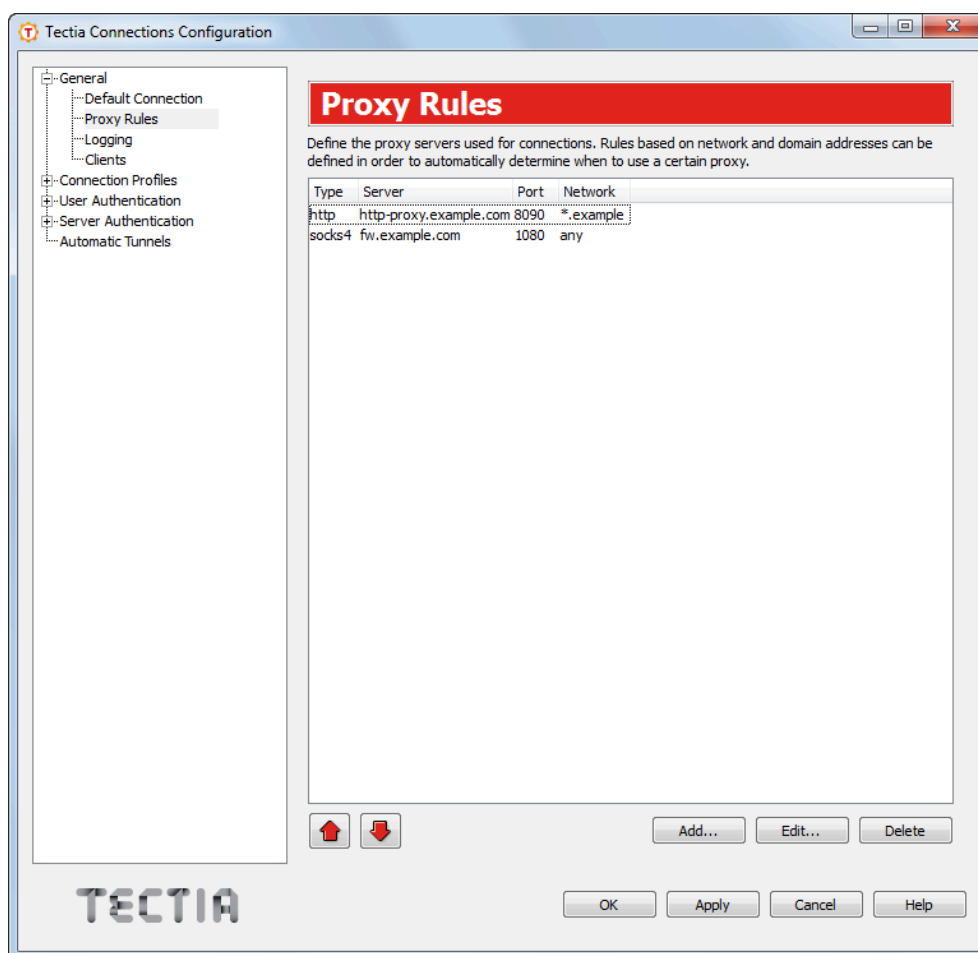 Tectia Connections Configuration
General
Default Connection
Proxy Rules
Logging
Clients
Connection Profiles
User Authentication
Server Authentication
Automatic Tunnels
Proxy Rules
Define the proxy servers used for connections. Rules based on network and domain addresses can be
defined in order to automatically determine when to use a certain proxy.
Type Server Port Network
http http-proxy.example.com 8090 *.example
socks4 fw.example.com 1080 any
Add... Edit... Delete
TECTIA
OK Apply Cancel Help